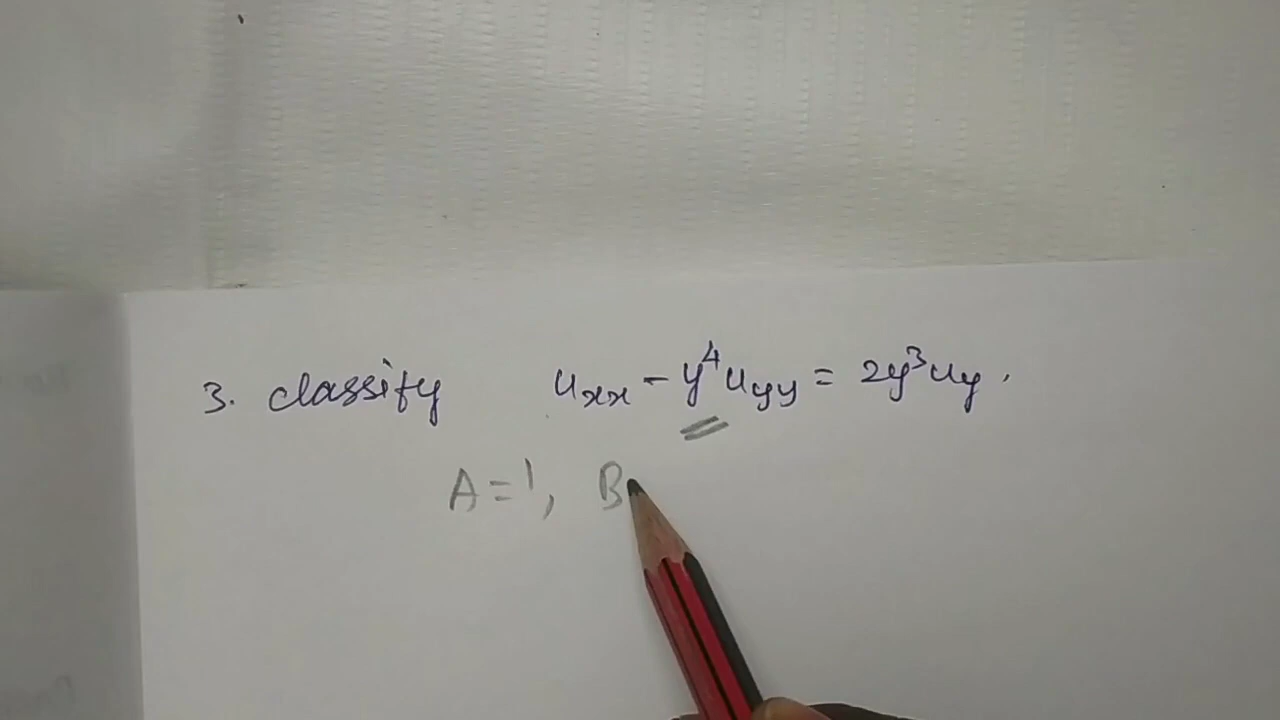 3. classify u_xx - y^4 u_yy = 2y^3 u_y.
A = 1, B